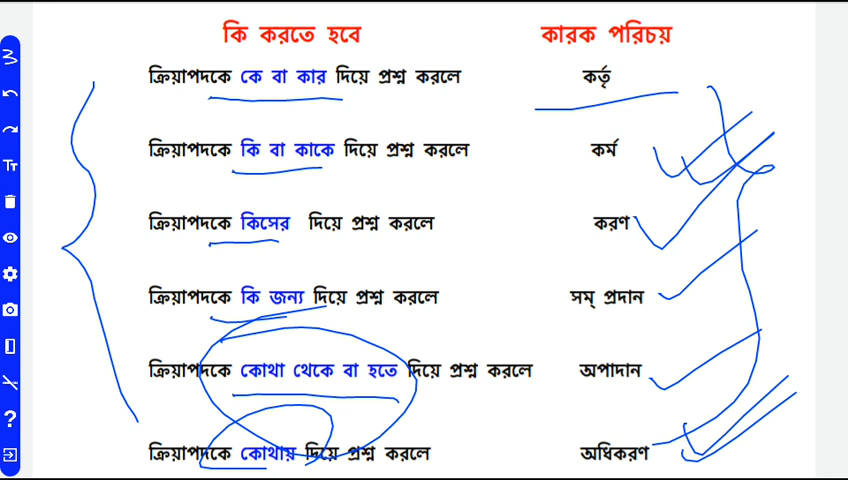 কি করতে হবে কারক পরিচয়
ক্রিয়াপদকে কে বা কার দিয়ে প্রশ্ন করলে কর্তৃ
ক্রিয়াপদকে কি বা কাকে দিয়ে প্রশ্ন করলে কর্ম
ক্রিয়াপদকে কিসের দিয়ে প্রশ্ন করলে করণ
ক্রিয়াপদকে কি জন্য দিয়ে প্রশ্ন করলে সম্ প্রদান
ক্রিয়াপদকে কোথা থেকে বা হতে দিয়ে প্রশ্ন করলে অপাদান
ক্রিয়াপদকে কোথায় দিয়ে প্রশ্ন করলে অধিকরণ